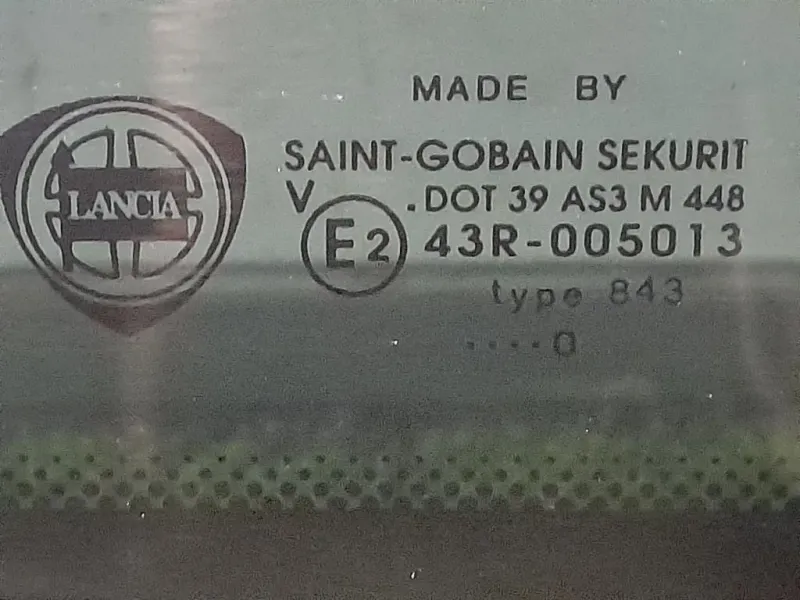 MADE BY
LANCIA
SAINT-GOBAIN SEKURIT
V .DOT 39 AS3 M 448
E2 43R-005013
type 843
....0